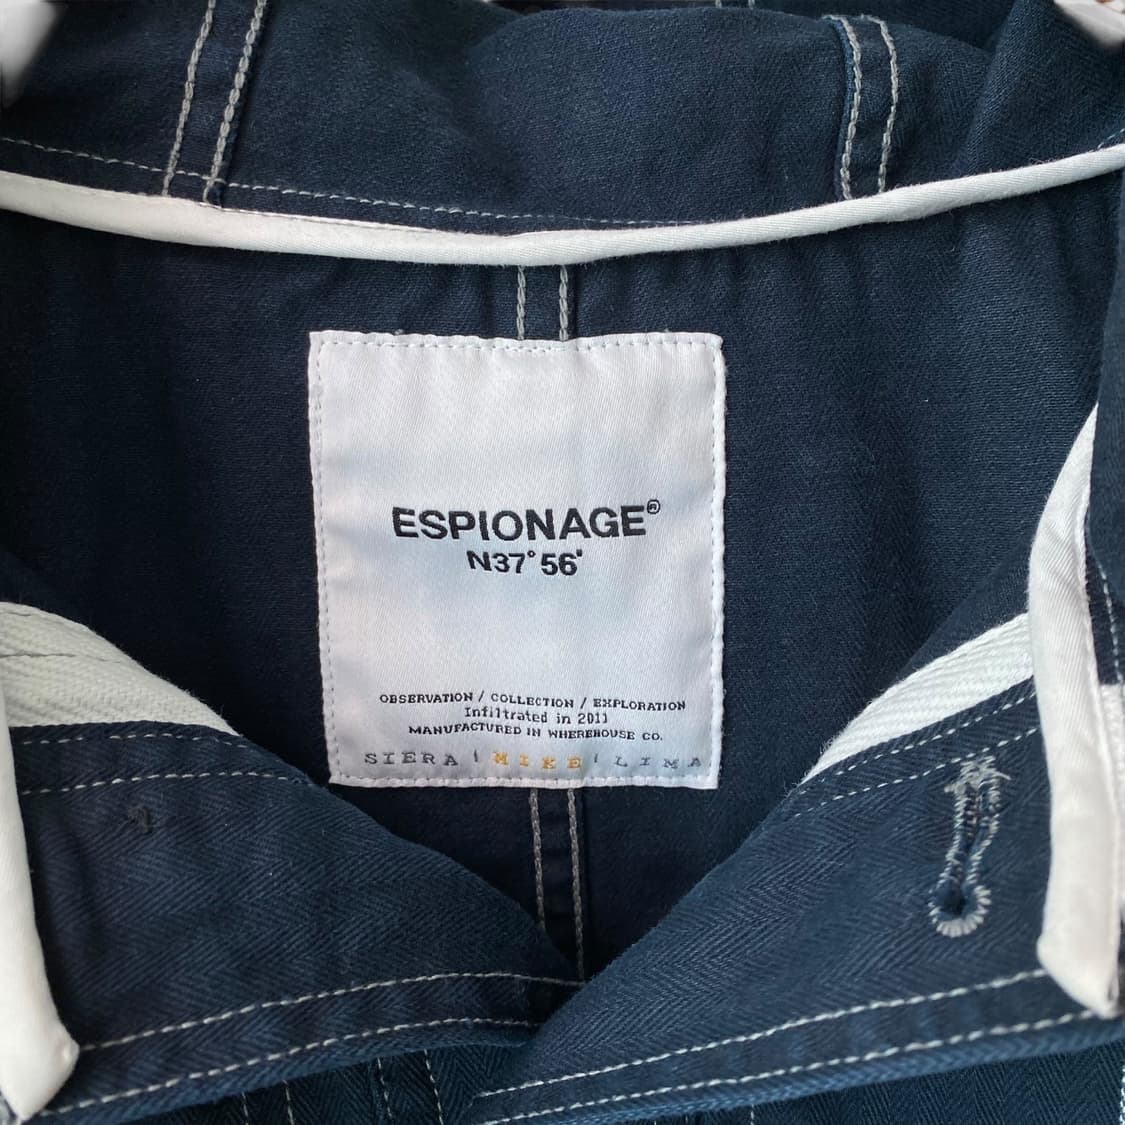 ESPIONAGE®
N37°56'
OBSERVATION / COLLECTION / EXPLORATION
Infiltrated in 2011
MANUFACTURED IN WHEREHOUSE CO.
SIERA | MIKE | LIMA